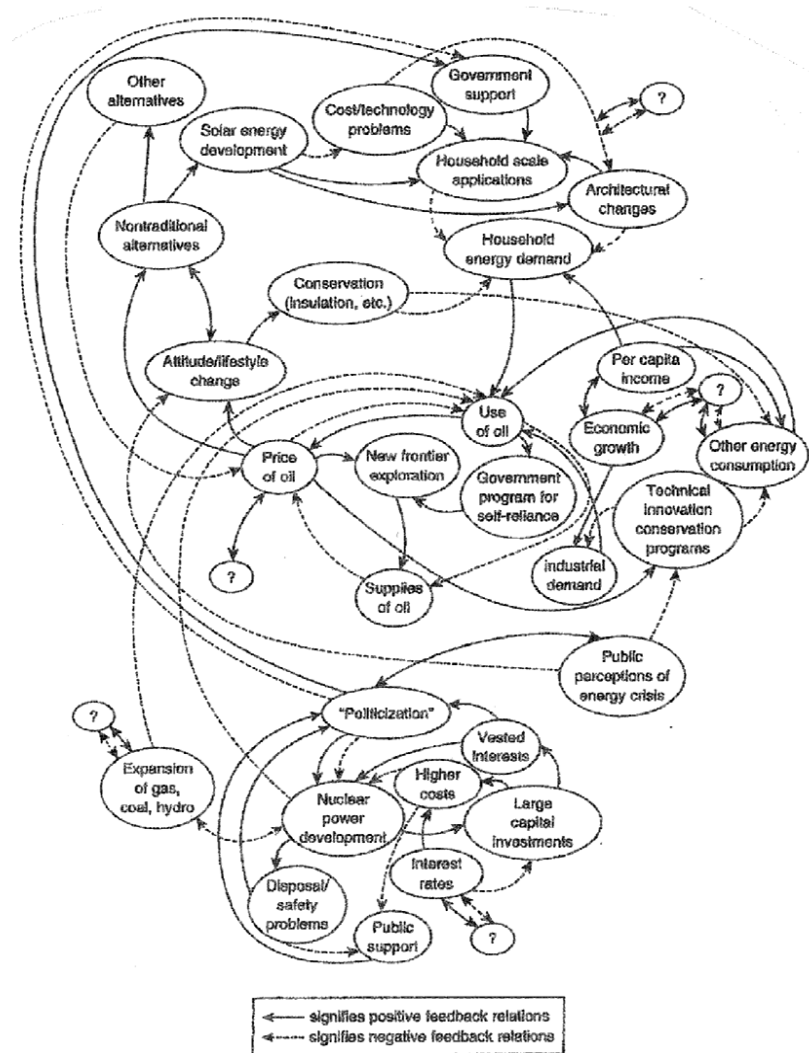 Other
alternatives
Government
support
?
Cost/technology
problems
Solar energy
development
Household scale
applications
Architectural
changes
Nontraditional
alternatives
Household
energy demand
Conservation
(insulation, etc.)
Attitude/lifestyle
change
Per capita
income
?
Use
of oil
Economic
growth
Other energy
consumption
Price
of oil
New frontier
exploration
Government
program for
self-reliance
Technical
innovation
conservation
programs
?
Supplies
of oil
industrial
demand
Public
perceptions of
energy crisis
"Politicization"
?
Vested
interests
Expansion
of gas,
coal, hydro
Higher
costs
Nuclear
power
development
Large
capital
investments
Interest
rates
Disposal/
safety
problems
Public
support
?
signifies positive feedback relations
signifies negative feedback relations